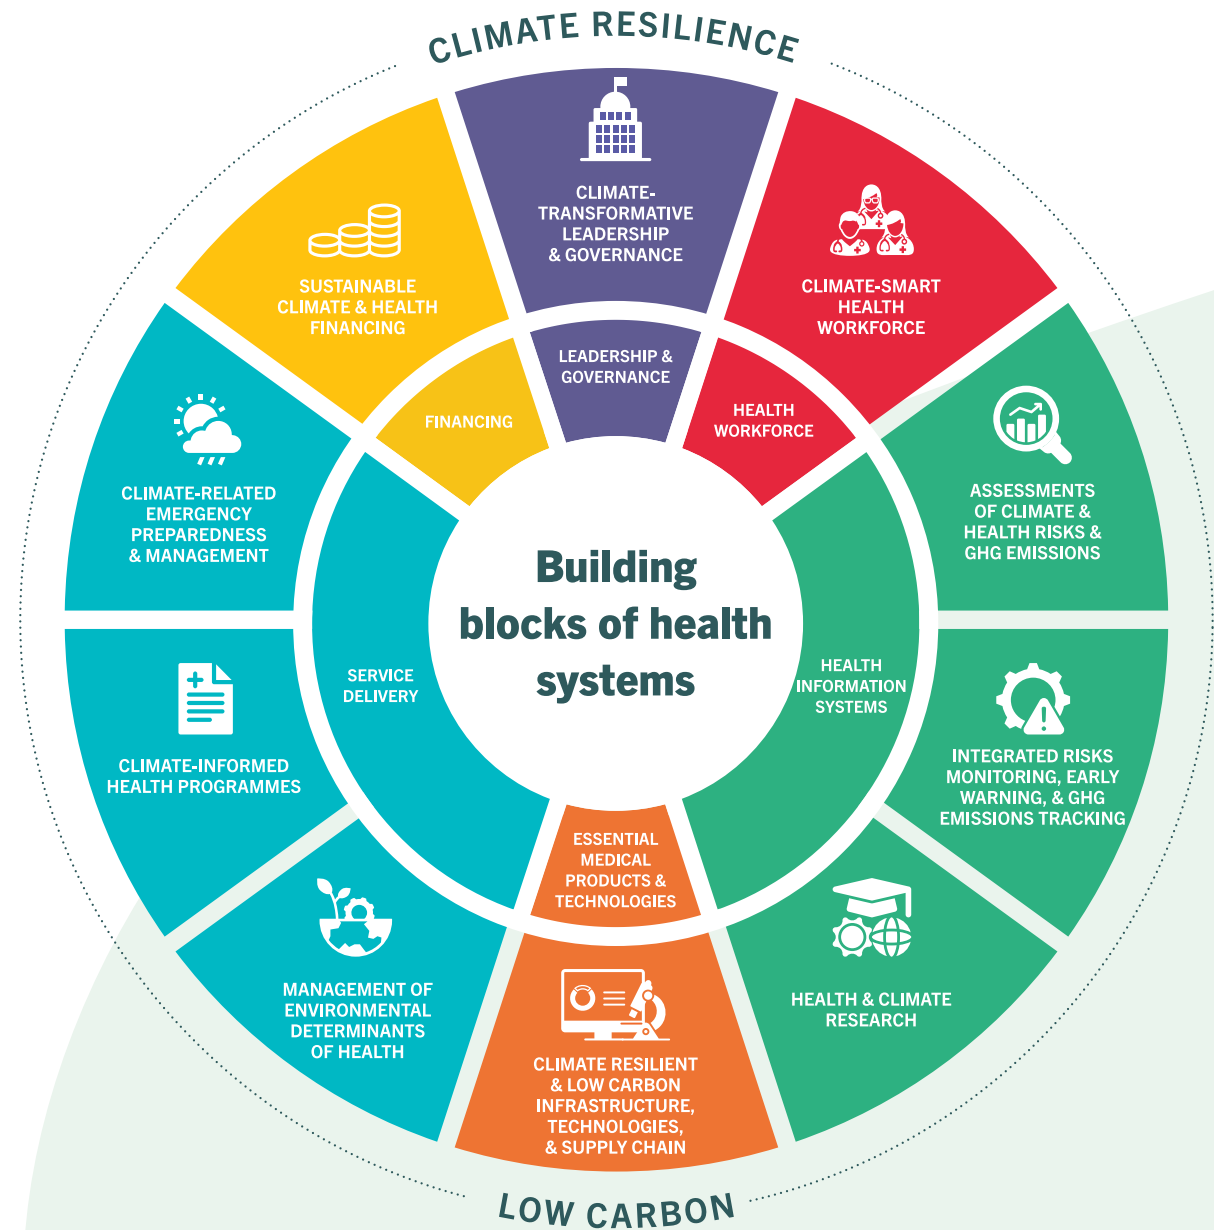 CLIMATE RESILIENCE
CLIMATE-
TRANSFORMATIVE
LEADERSHIP
& GOVERNANCE
CLIMATE-SMART
HEALTH
WORKFORCE
ASSESSMENTS
OF CLIMATE &
HEALTH RISKS &
GHG EMISSIONS
INTEGRATED RISKS
MONITORING, EARLY
WARNING, & GHG
EMISSIONS TRACKING
HEALTH & CLIMATE
RESEARCH
CLIMATE RESILIENT
& LOW CARBON
INFRASTRUCTURE,
TECHNOLOGIES,
& SUPPLY CHAIN
MANAGEMENT OF
ENVIRONMENTAL
DETERMINANTS
OF HEALTH
CLIMATE-INFORMED
HEALTH PROGRAMMES
CLIMATE-RELATED
EMERGENCY
PREPAREDNESS
& MANAGEMENT
SUSTAINABLE
CLIMATE & HEALTH
FINANCING
LEADERSHIP &
GOVERNANCE
HEALTH
WORKFORCE
HEALTH
INFORMATION
SYSTEMS
ESSENTIAL
MEDICAL
PRODUCTS &
TECHNOLOGIES
SERVICE
DELIVERY
FINANCING
Building
blocks of health
systems
LOW CARBON